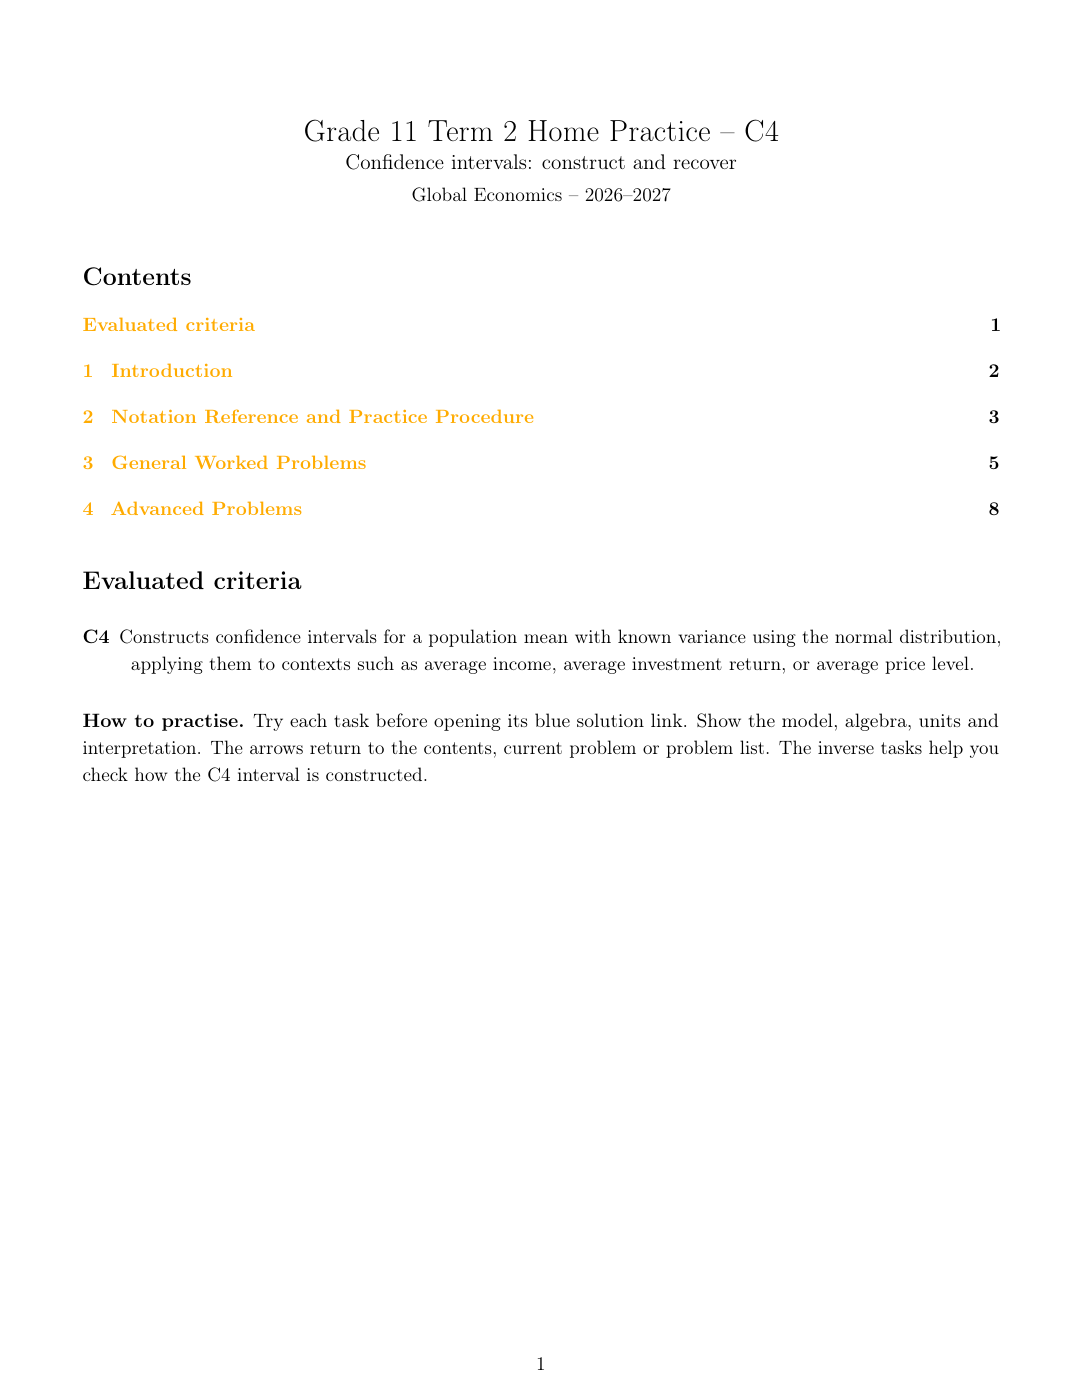 Grade 11 Term 2 Home Practice – C4
Confidence intervals: construct and recover
Global Economics – 2026–2027
Contents
Evaluated criteria 1
1 Introduction 2
2 Notation Reference and Practice Procedure 3
3 General Worked Problems 5
4 Advanced Problems 8
Evaluated criteria
C4 Constructs confidence intervals for a population mean with known variance using the normal distribution,
applying them to contexts such as average income, average investment return, or average price level.
How to practise. Try each task before opening its blue solution link. Show the model, algebra, units and
interpretation. The arrows return to the contents, current problem or problem list. The inverse tasks help you
check how the C4 interval is constructed.
1